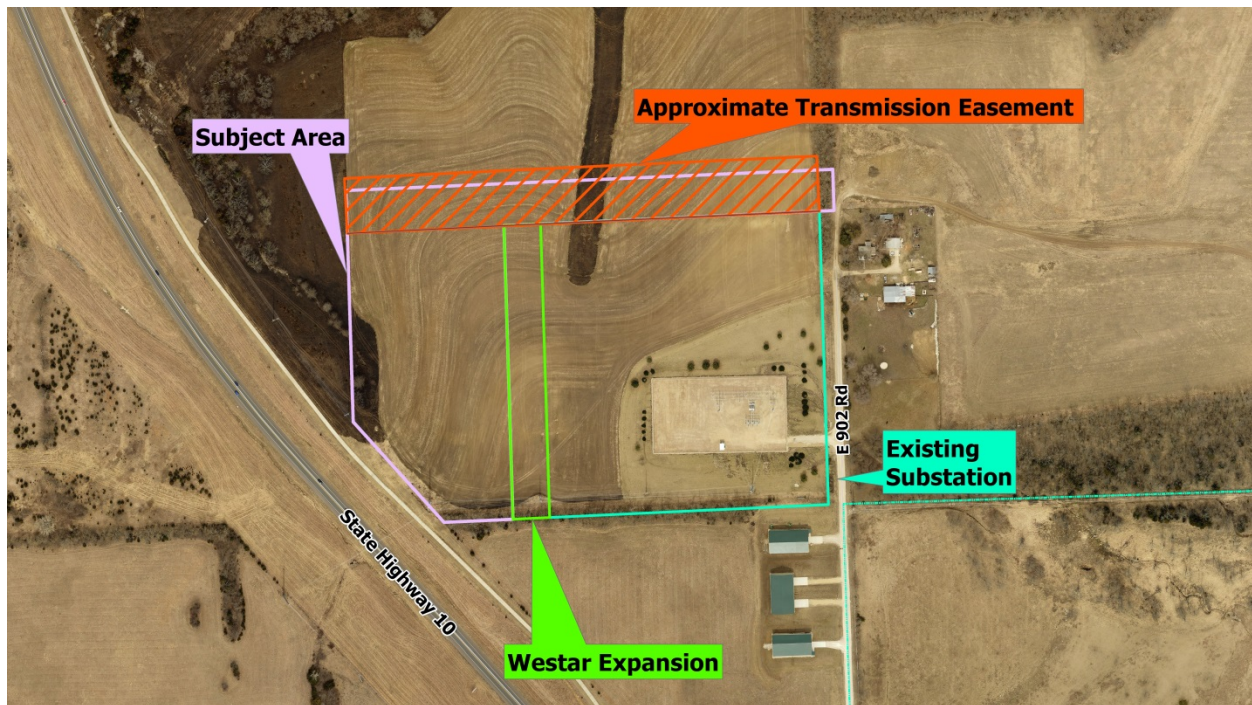 Approximate Transmission Easement
Subject Area
E 902 Rd
Existing
Substation
State Highway 10
Westar Expansion